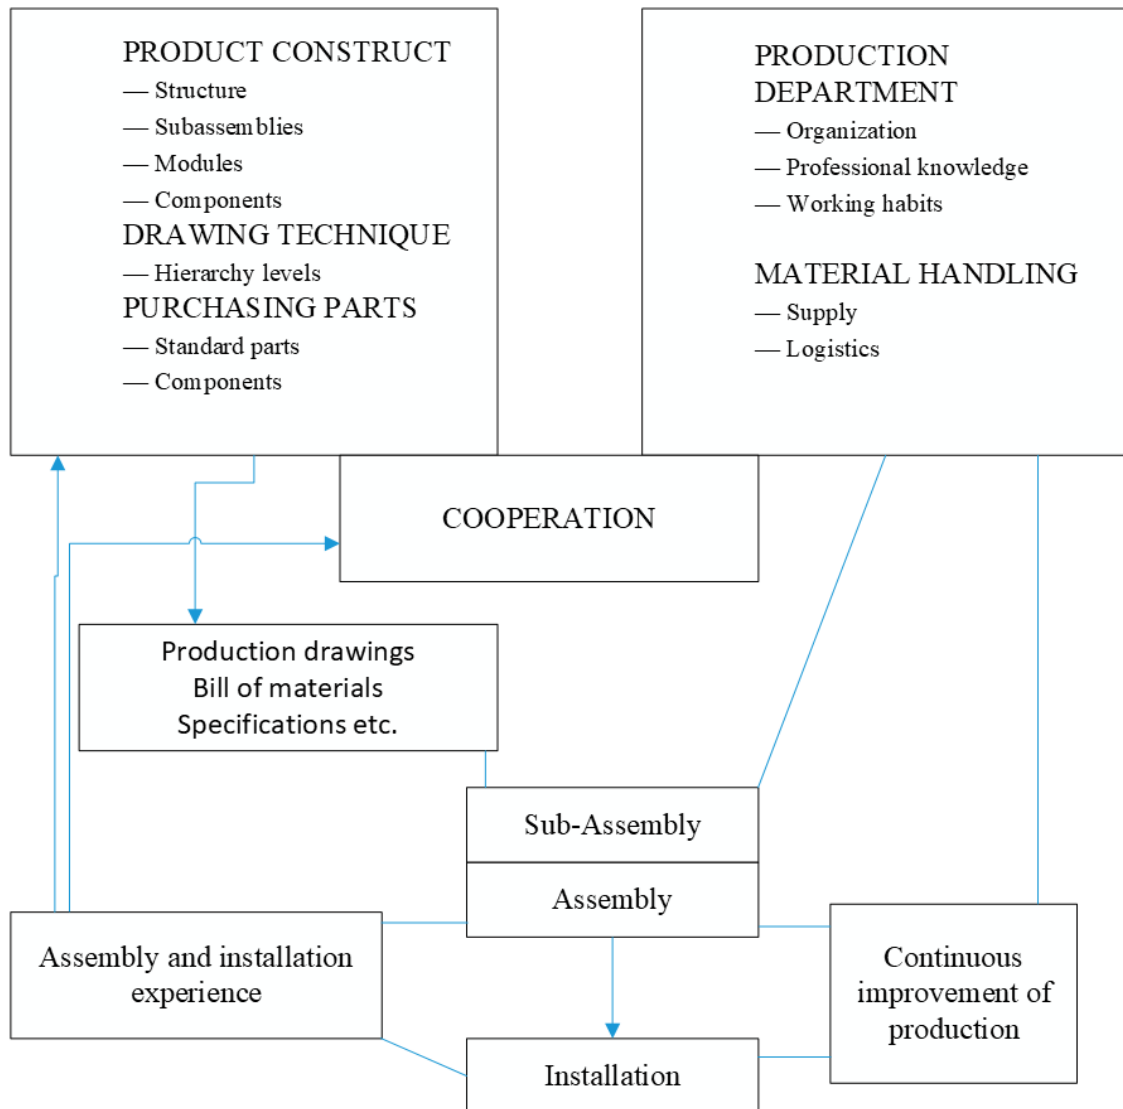 PRODUCT CONSTRUCT
— Structure
— Subassemblies
— Modules
— Components
DRAWING TECHNIQUE
— Hierarchy levels
PURCHASING PARTS
— Standard parts
— Components
PRODUCTION
DEPARTMENT
— Organization
— Professional knowledge
— Working habits
MATERIAL HANDLING
— Supply
— Logistics
COOPERATION
Production drawings
Bill of materials
Specifications etc.
Sub-Assembly
Assembly
Assembly and installation
experience
Continuous
improvement of
production
Installation